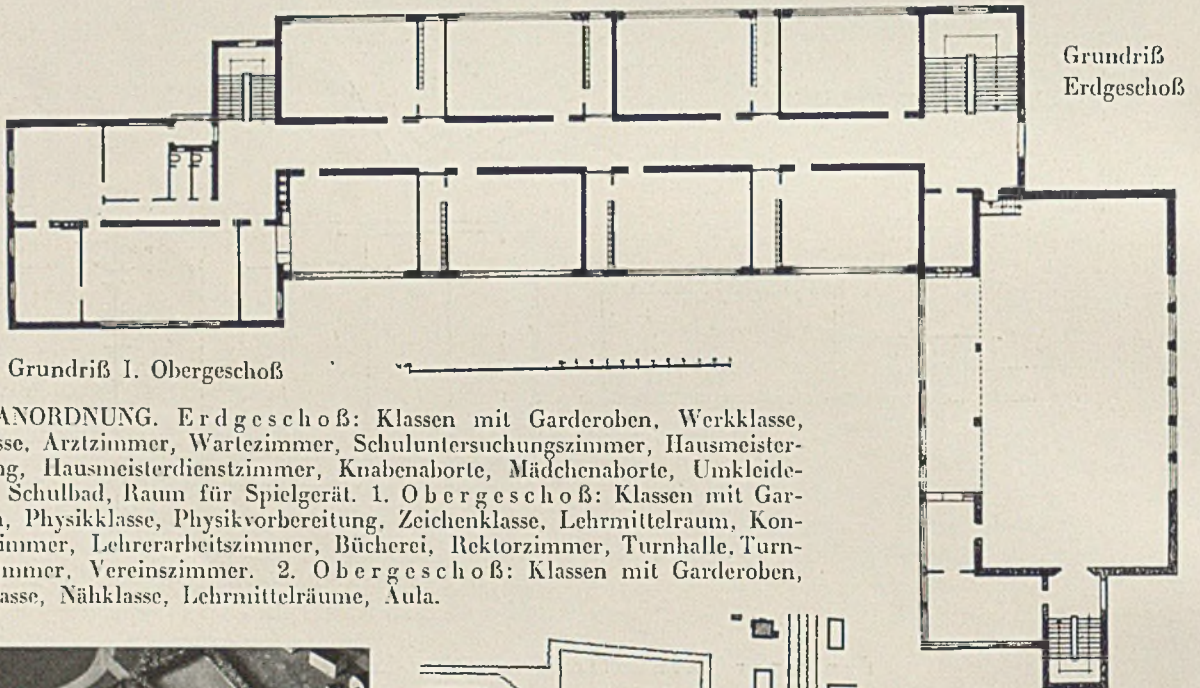 Grundriß
Erdgeschoß
Grundriß I. Obergeschoß
ANORDNUNG. Erdgeschoß: Klassen mit Garderoben, Werkklasse,
sse, Arztzimmer, Wartezimmer, Schuluntersuchungszimmer, Hausmeister-
ng, Hausmeisterdienstzimmer, Knabenaborte, Mädchenaborte, Umkleide-
Schulbad, Raum für Spielgerät. 1. Obergeschoß: Klassen mit Gar-
n, Physikklasse, Physikvorbereitung, Zeichenklasse, Lehrmittelraum, Kon-
immer, Lehrerarbeitszimmer, Bücherei, Rektorzimmer, Turnhalle, Turn-
mmer, Vereinszimmer. 2. Obergeschoß: Klassen mit Garderoben,
asse, Nähklasse, Lehrmittelräume, Aula.